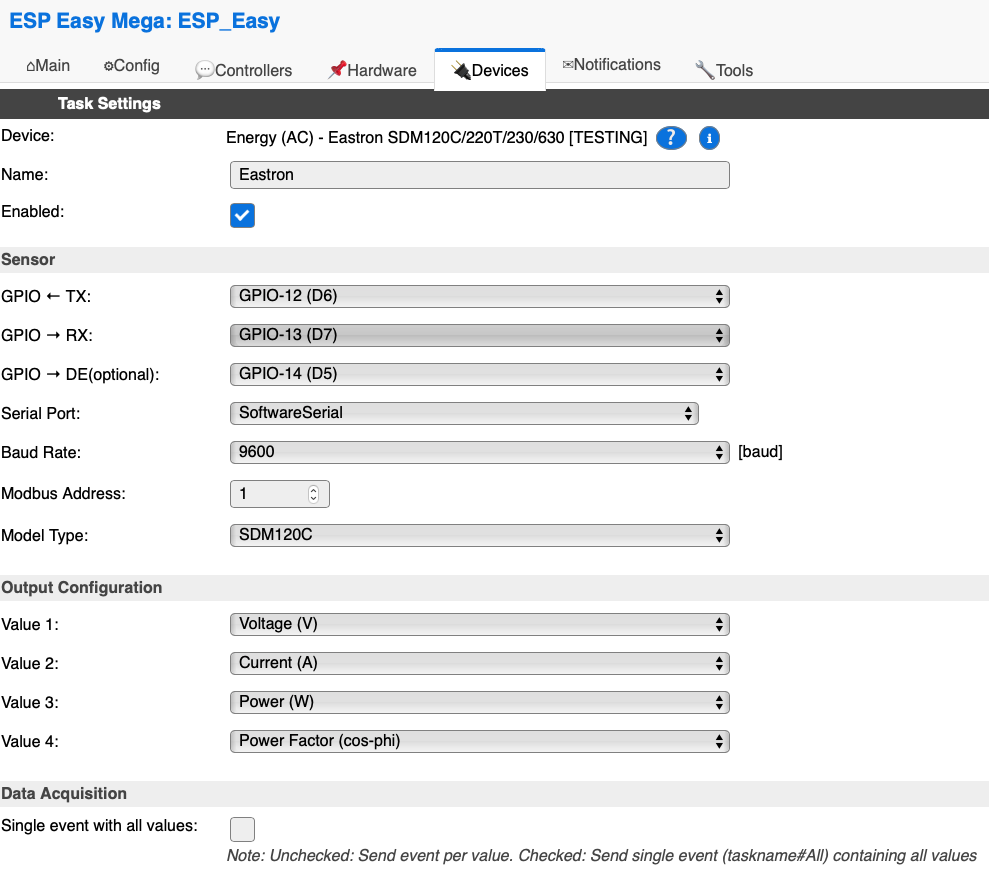 ESP Easy Mega: ESP_Easy
⌂Main ⚙Config 💬Controllers 📌Hardware 🔌Devices ✉Notifications 🔧Tools
Task Settings
Device: Energy (AC) - Eastron SDM120C/220T/230/630 [TESTING] ? i
Name: Eastron
Enabled:
Sensor
GPIO ← TX: GPIO-12 (D6)
GPIO → RX: GPIO-13 (D7)
GPIO → DE(optional): GPIO-14 (D5)
Serial Port: SoftwareSerial
Baud Rate: 9600 [baud]
Modbus Address: 1
Model Type: SDM120C
Output Configuration
Value 1: Voltage (V)
Value 2: Current (A)
Value 3: Power (W)
Value 4: Power Factor (cos-phi)
Data Acquisition
Single event with all values:
Note: Unchecked: Send event per value. Checked: Send single event (taskname#All) containing all values